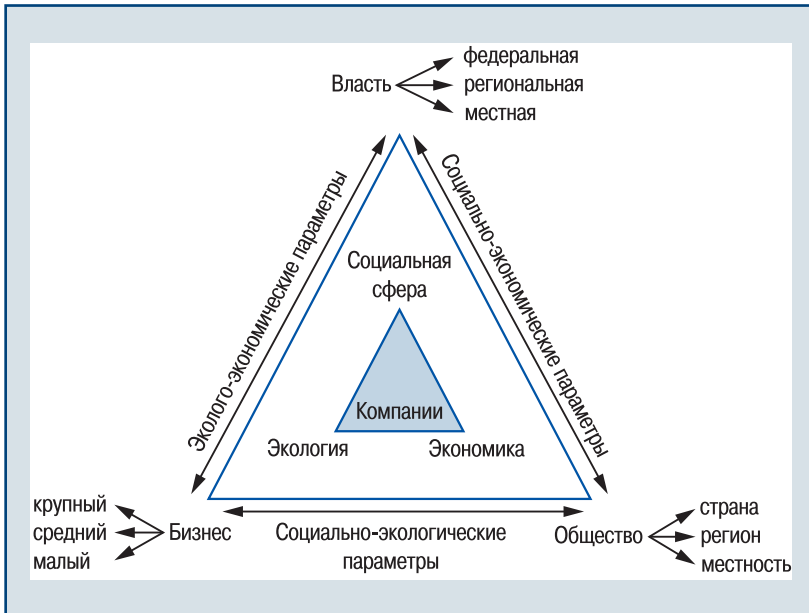 федеральная
Власть
региональная
местная
Эколого-экономические параметры
Социально-экономические параметры
Социальная
сфера
Компании
Экология
Экономика
крупный
средний
малый
Бизнес
Социально-экологические
параметры
Общество
страна
регион
местность